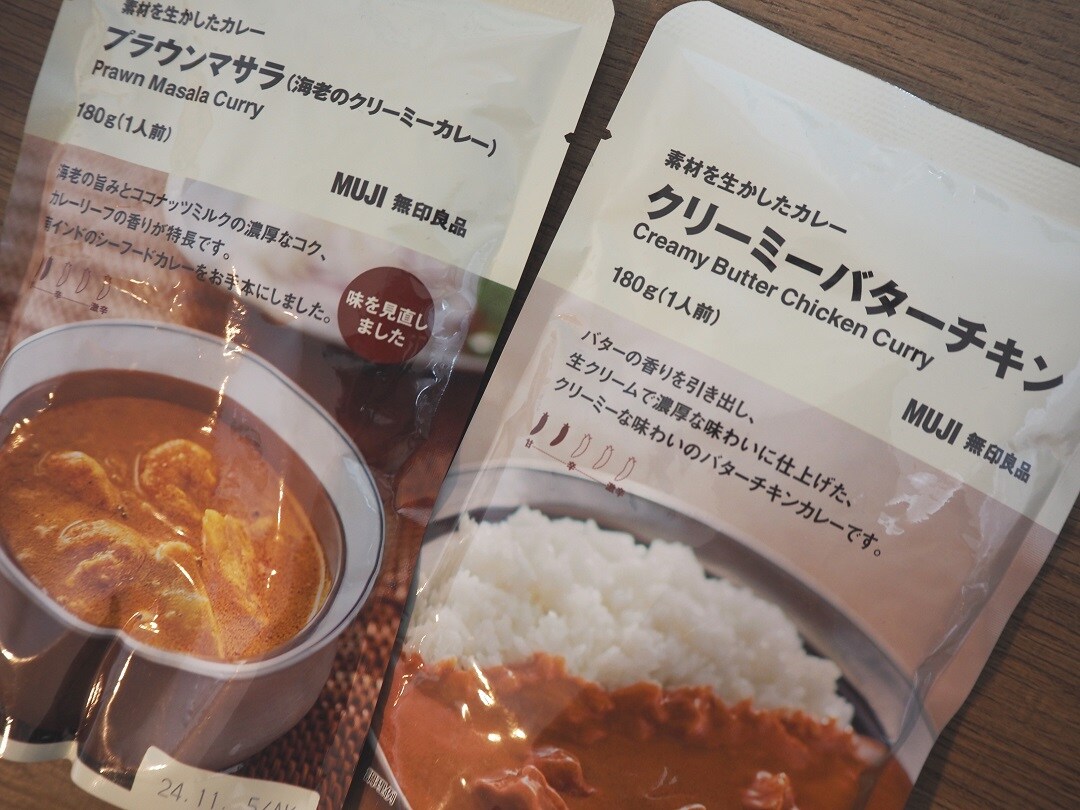 素材を生かしたカレー
プラウンマサラ(海老のクリーミーカレー)
Prawn Masala Curry
180g(1人前)
MUJI 無印良品
海老の旨みとココナッツミルクの濃厚なコク、
カレーリーフの香りが特長です。
南インドのシーフードカレーをお手本にしました。
辛
激辛
味を見直し
ました
24.11.
素材を生かしたカレー
クリーミーバターチキン
Creamy Butter Chicken Curry
180g(1人前)
MUJI 無印良品
バターの香りを引き出し、
生クリームで濃厚な味わいに仕上げた、
クリーミーな味わいのバターチキンカレーです。
甘
辛
激辛